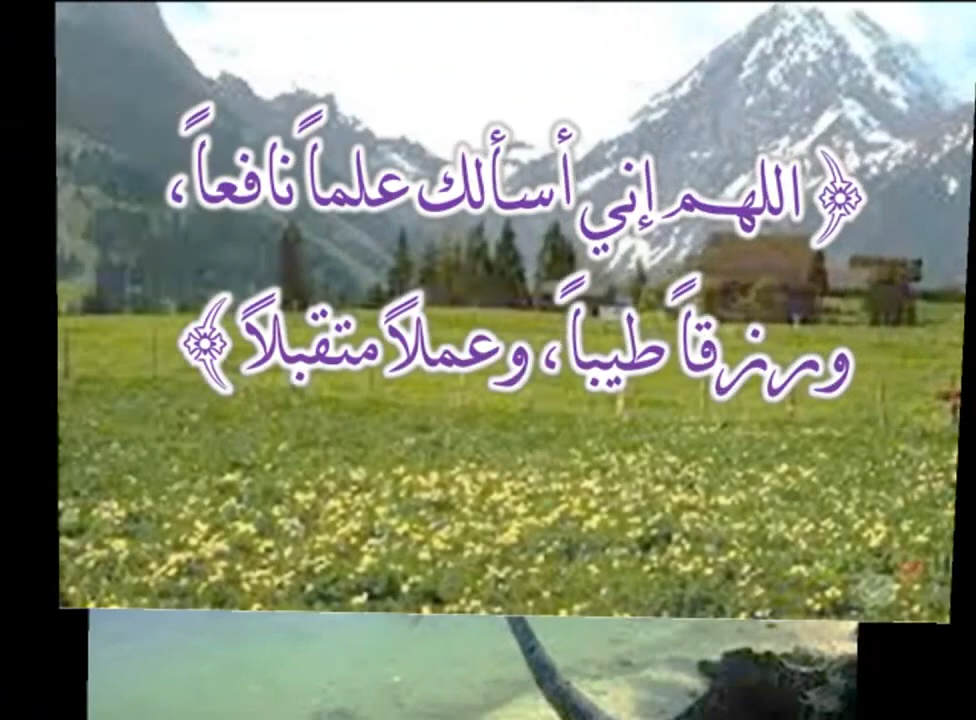 ﴿اللهم إني أسألك علماً نافعاً،
ورزقاً طيباً، وعملاً متقبلاً﴾